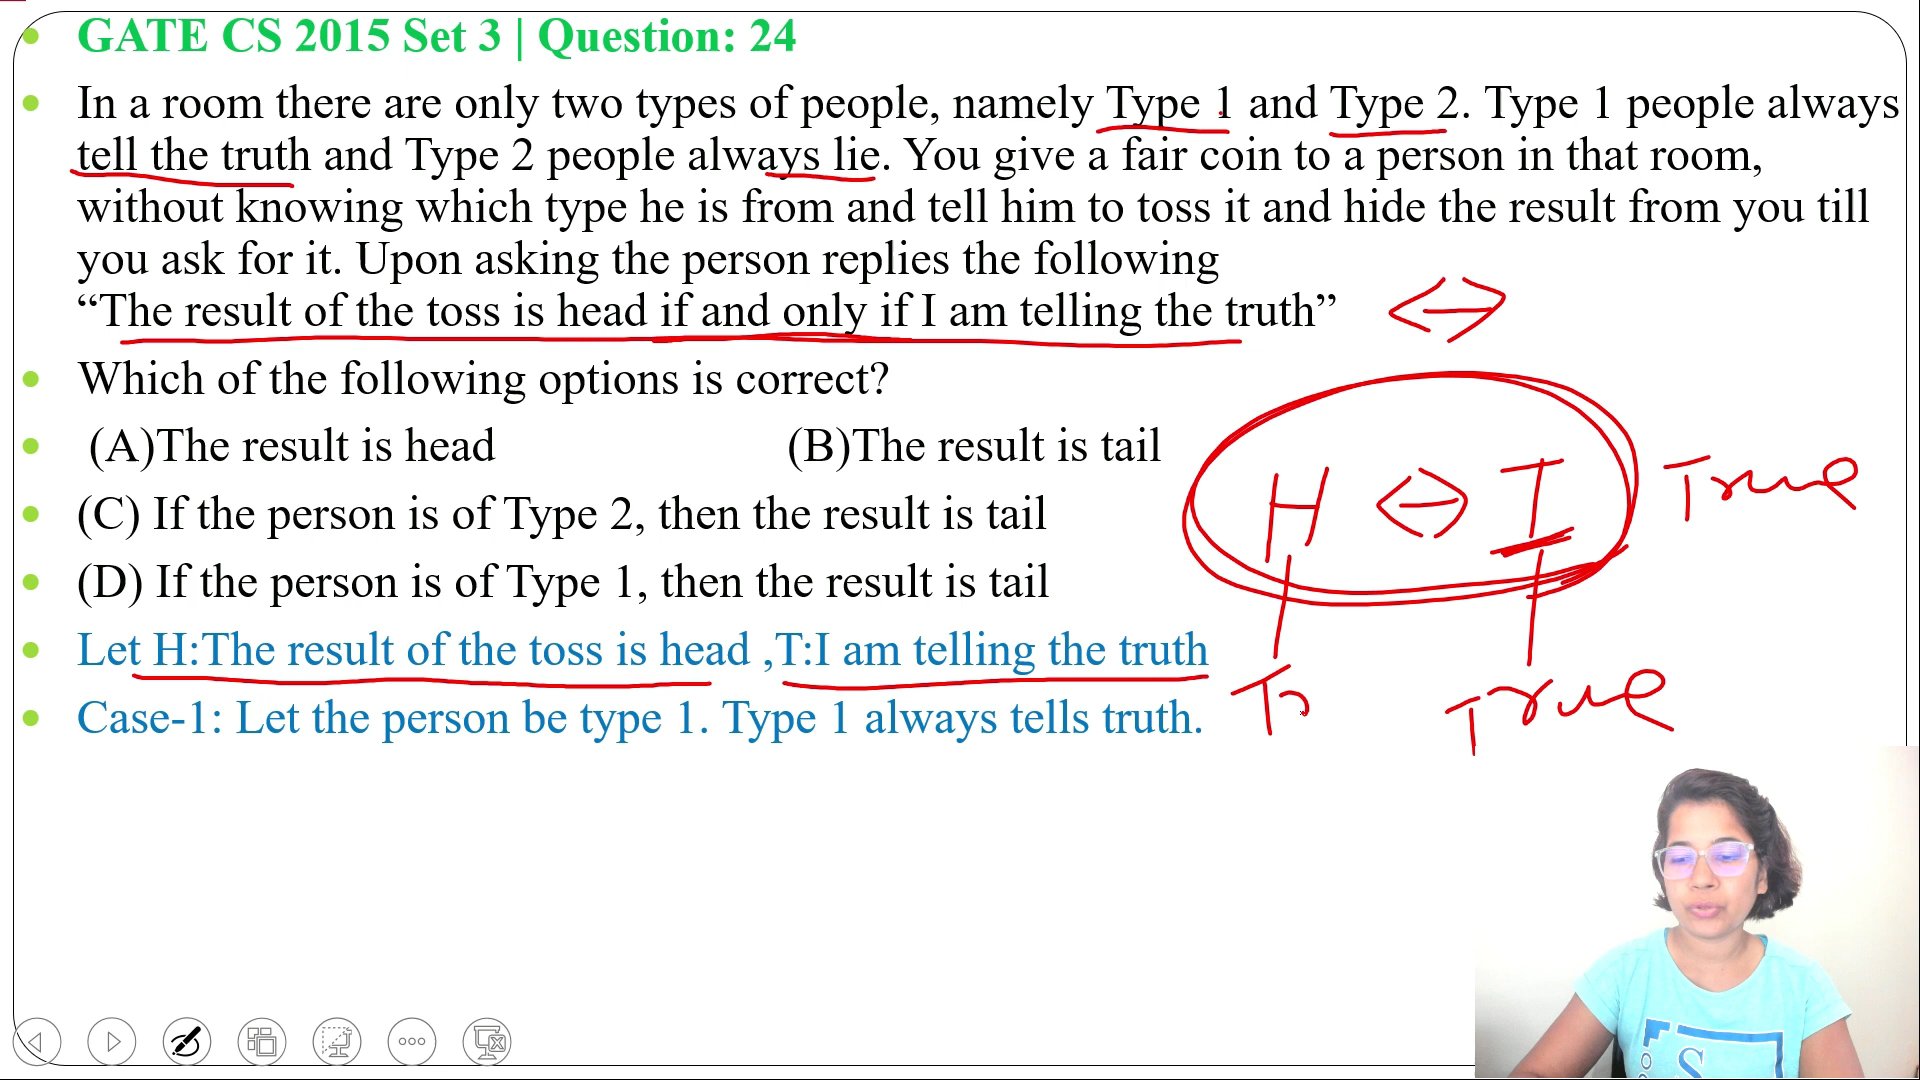 GATE CS 2015 Set 3 | Question: 24
In a room there are only two types of people, namely Type 1 and Type 2. Type 1 people always
tell the truth and Type 2 people always lie. You give a fair coin to a person in that room,
without knowing which type he is from and tell him to toss it and hide the result from you till
you ask for it. Upon asking the person replies the following
“The result of the toss is head if and only if I am telling the truth” ⇔
Which of the following options is correct?
(A)The result is head (B)The result is tail
H ⇔ T True
(C) If the person is of Type 2, then the result is tail
(D) If the person is of Type 1, then the result is tail
Let H:The result of the toss is head ,T:I am telling the truth
Case-1: Let the person be type 1. Type 1 always tells truth.
True
S